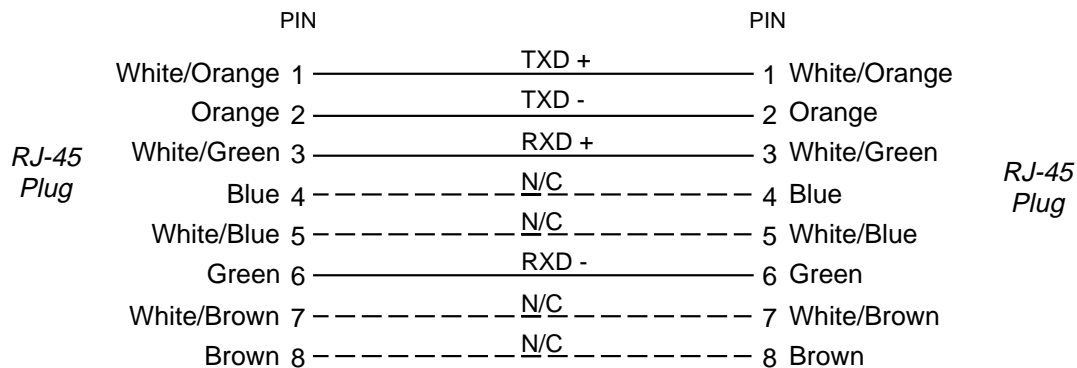 PIN PIN
White/Orange 1 TXD + 1 White/Orange
Orange 2 TXD - 2 Orange
White/Green 3 RXD + 3 White/Green
RJ-45 Plug
Blue 4 N/C 4 Blue
RJ-45 Plug
White/Blue 5 N/C 5 White/Blue
Green 6 RXD - 6 Green
White/Brown 7 N/C 7 White/Brown
Brown 8 N/C 8 Brown